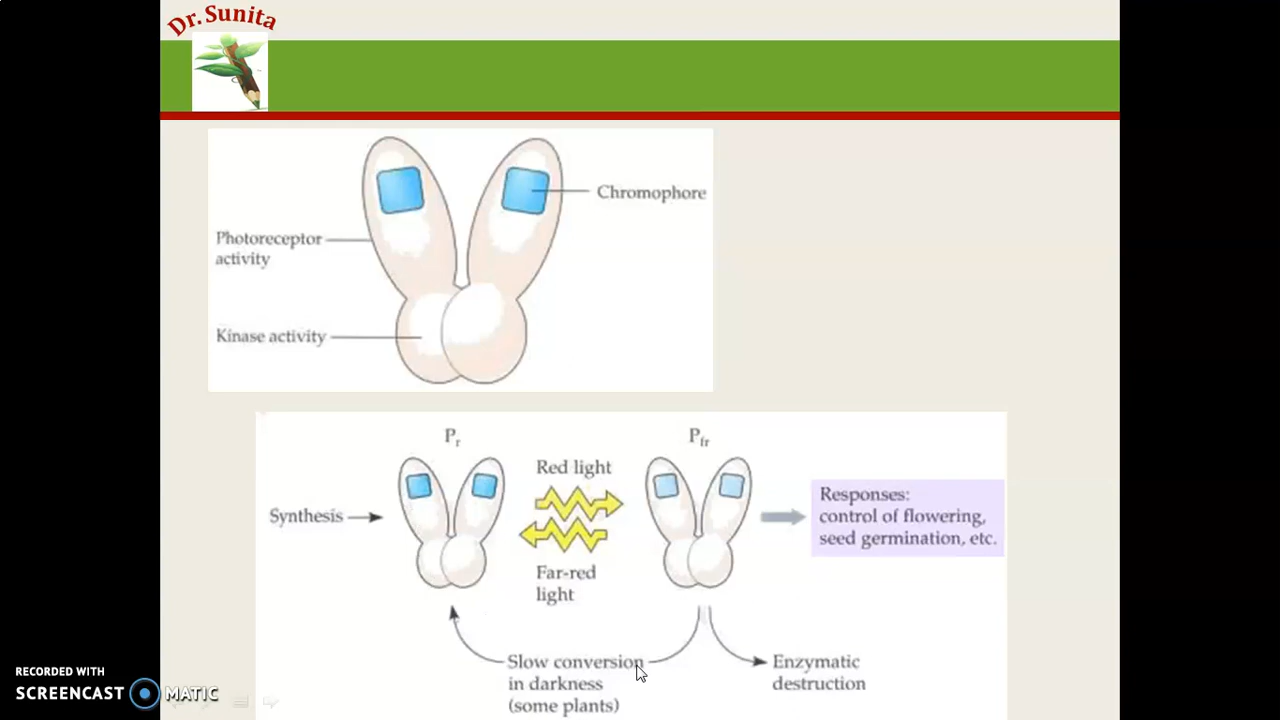 Dr. Sunita
Chromophore
Photoreceptor
activity
Kinase activity
Pr
Pfr
Red light
Synthesis
Responses:
control of flowering,
seed germination, etc.
Far-red
light
Slow conversion
in darkness
(some plants)
Enzymatic
destruction
RECORDED WITH
SCREENCAST MATIC